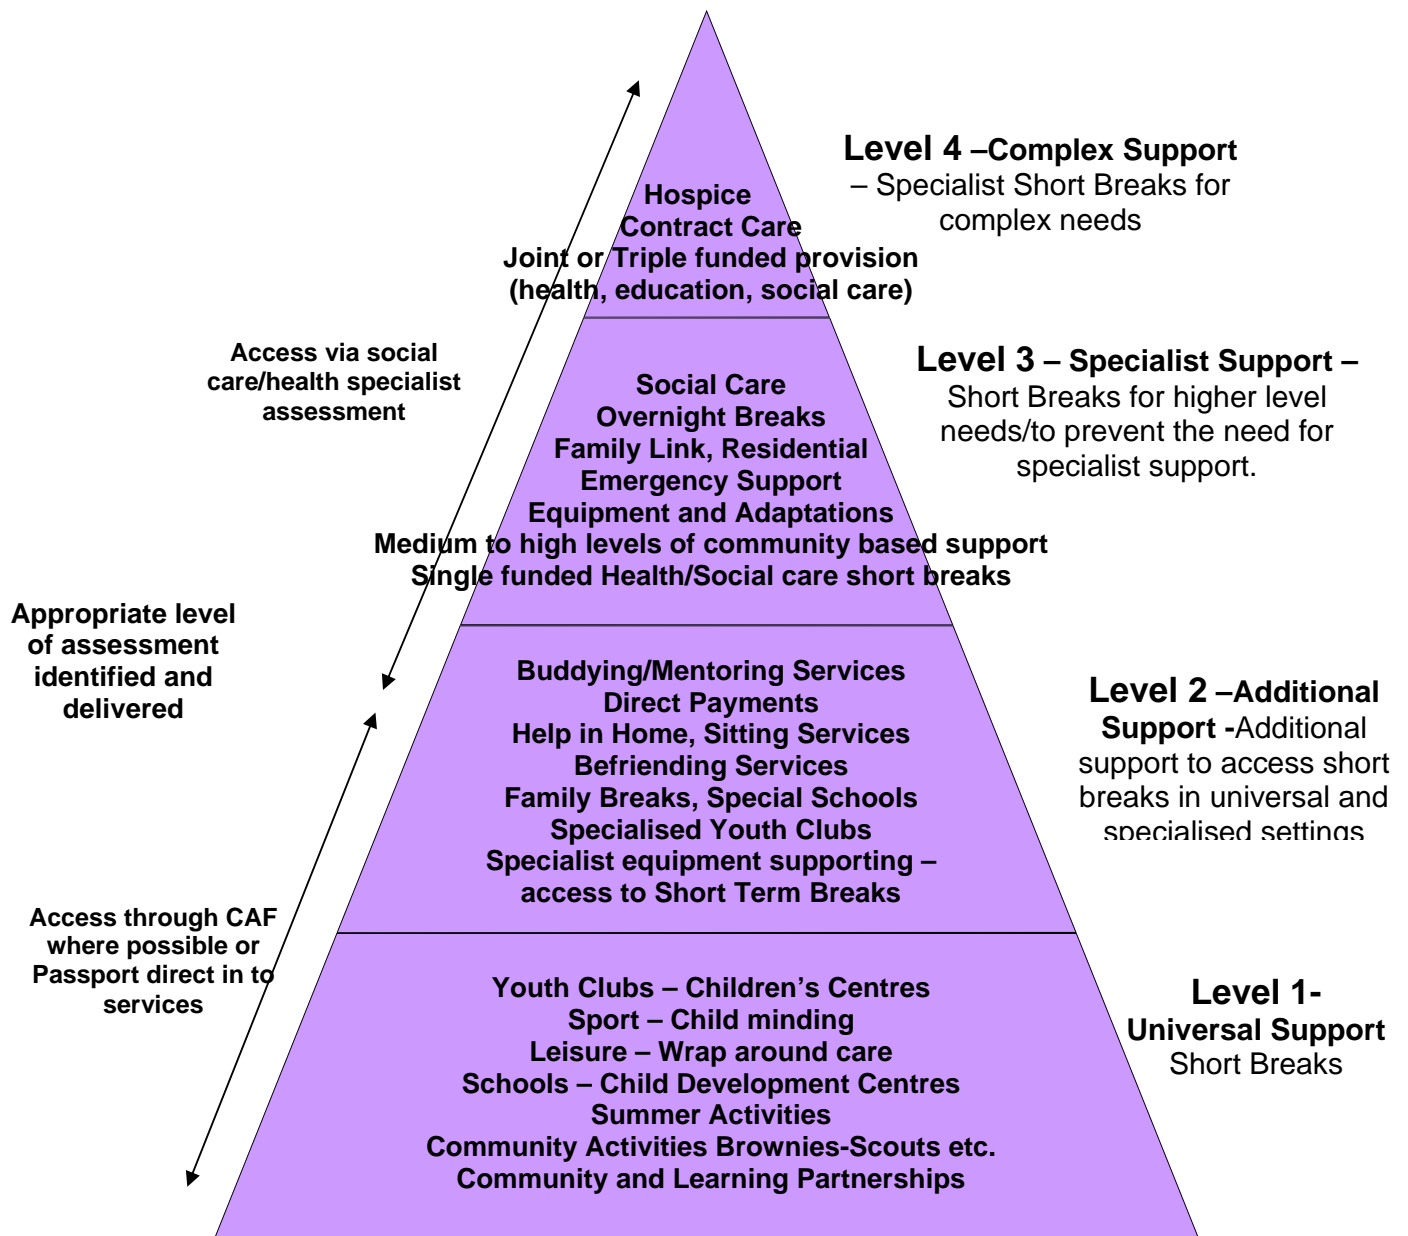 Level 4 –Complex Support
– Specialist Short Breaks for
complex needs
Hospice
Contract Care
Joint or Triple funded provision
(health, education, social care)
Access via social
care/health specialist
assessment
Level 3 – Specialist Support –
Short Breaks for higher level
needs/to prevent the need for
specialist support.
Social Care
Overnight Breaks
Family Link, Residential
Emergency Support
Equipment and Adaptations
Medium to high levels of community based support
Single funded Health/Social care short breaks
Appropriate level
of assessment
identified and
delivered
Buddying/Mentoring Services
Direct Payments
Help in Home, Sitting Services
Befriending Services
Family Breaks, Special Schools
Specialised Youth Clubs
Specialist equipment supporting –
access to Short Term Breaks
Level 2 –Additional
Support -Additional
support to access short
breaks in universal and
specialised settings
Access through CAF
where possible or
Passport direct in to
services
Youth Clubs – Children’s Centres
Sport – Child minding
Leisure – Wrap around care
Schools – Child Development Centres
Summer Activities
Community Activities Brownies-Scouts etc.
Community and Learning Partnerships
Level 1-
Universal Support
Short Breaks